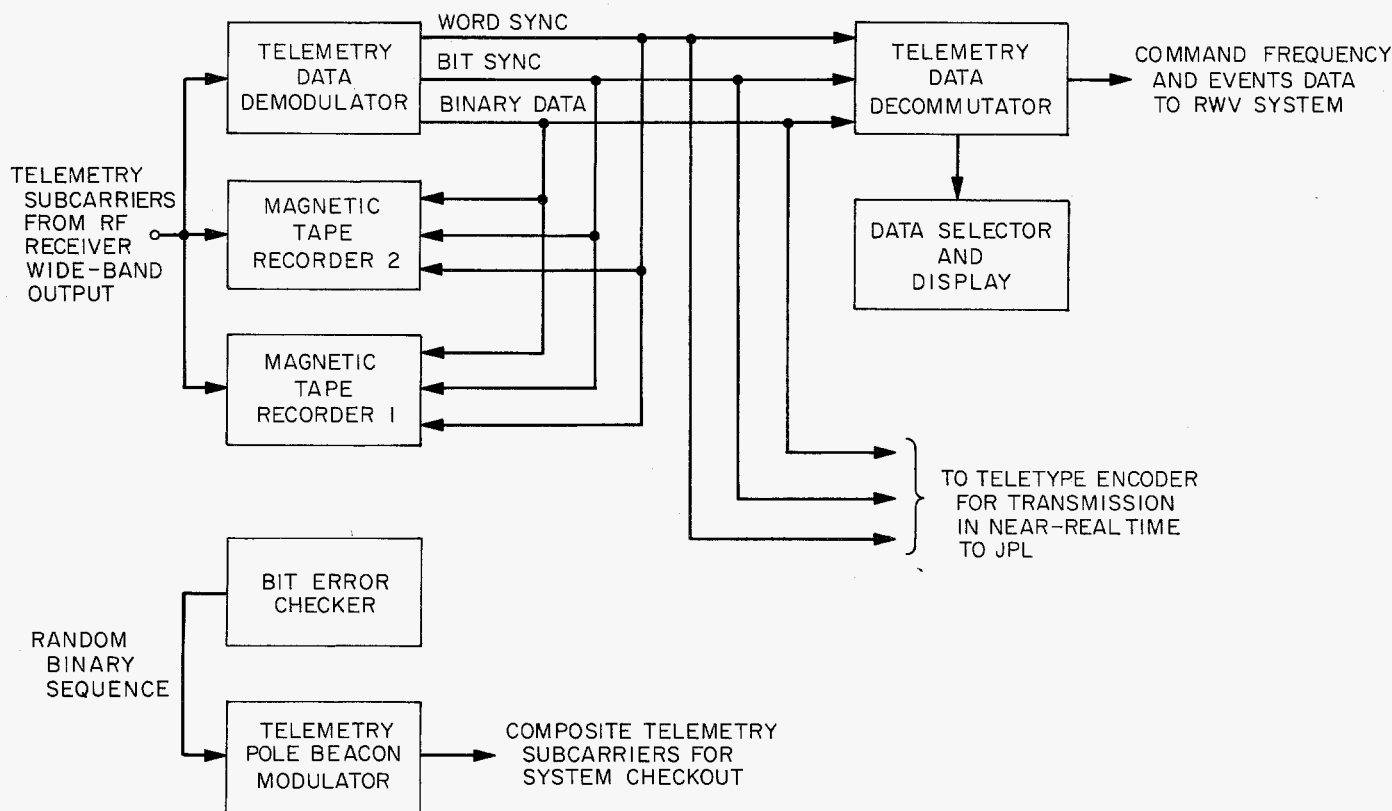 WORD SYNC
BIT SYNC
BINARY DATA
TELEMETRY
DATA
DEMODULATOR
TELEMETRY
DATA
DECOMMUTATOR
COMMAND FREQUENCY
AND EVENTS DATA
TO RWV SYSTEM
TELEMETRY
SUBCARRIERS
FROM RF
RECEIVER
WIDE-BAND
OUTPUT
MAGNETIC
TAPE
RECORDER 2
DATA SELECTOR
AND
DISPLAY
MAGNETIC
TAPE
RECORDER 1
TO TELETYPE ENCODER
FOR TRANSMISSION
IN NEAR-REAL TIME
TO JPL
BIT ERROR
CHECKER
RANDOM
BINARY
SEQUENCE
TELEMETRY
POLE BEACON
MODULATOR
COMPOSITE TELEMETRY
SUBCARRIERS FOR
SYSTEM CHECKOUT